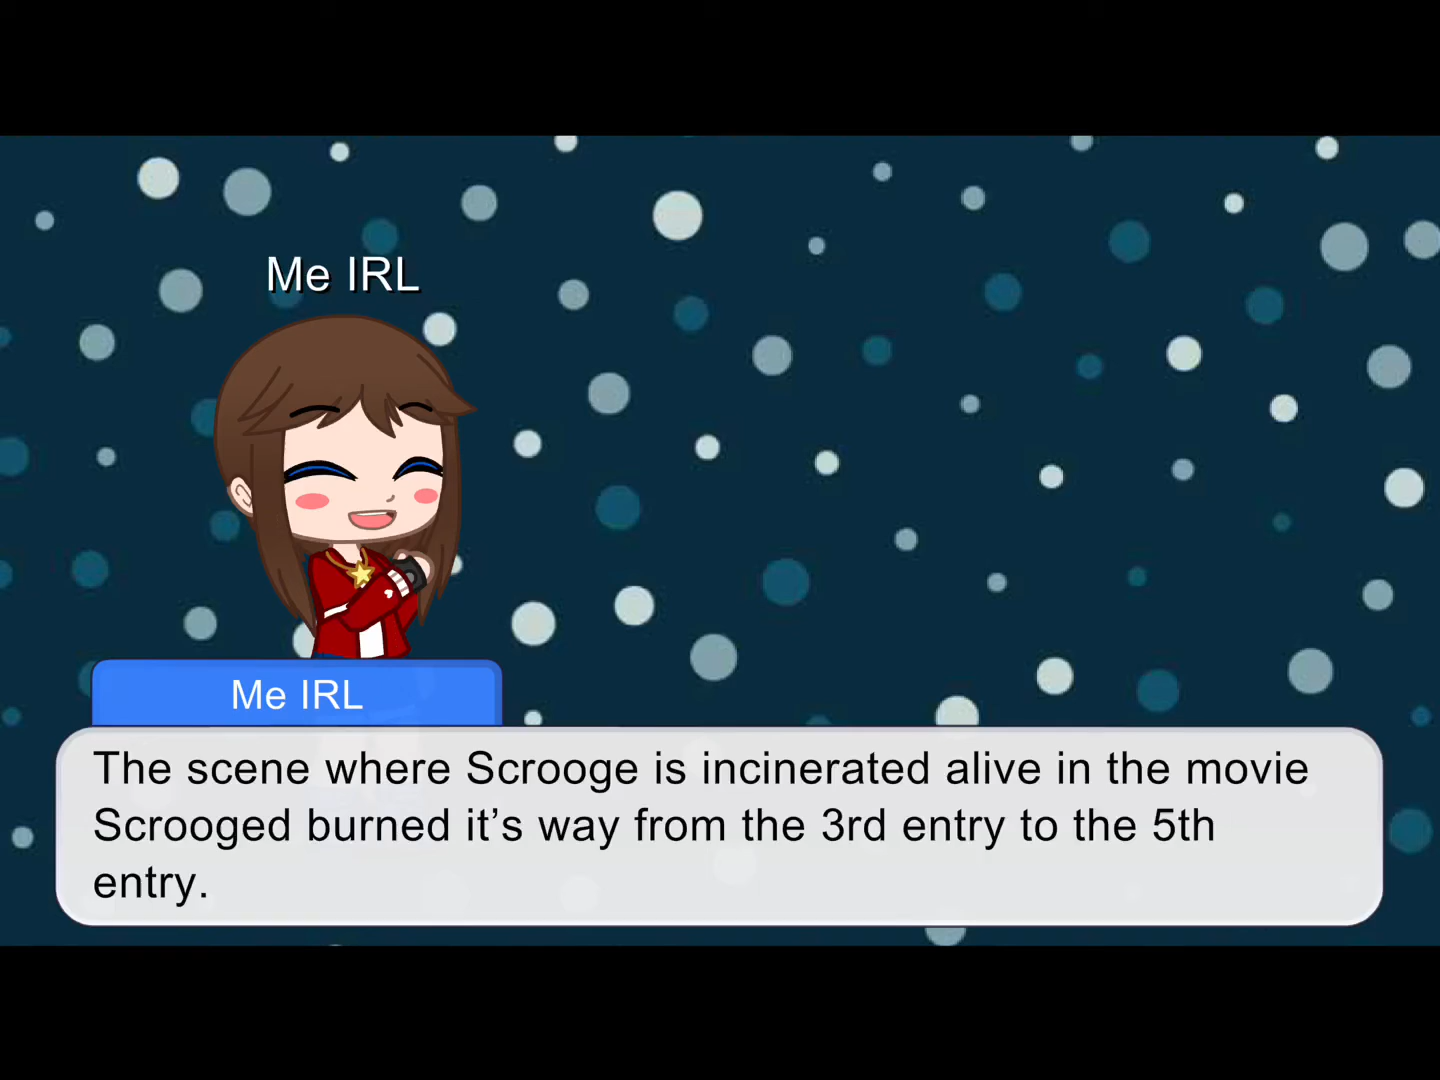 Me IRL
Me IRL
The scene where Scrooge is incinerated alive in the movie
Scrooged burned it’s way from the 3rd entry to the 5th
entry.